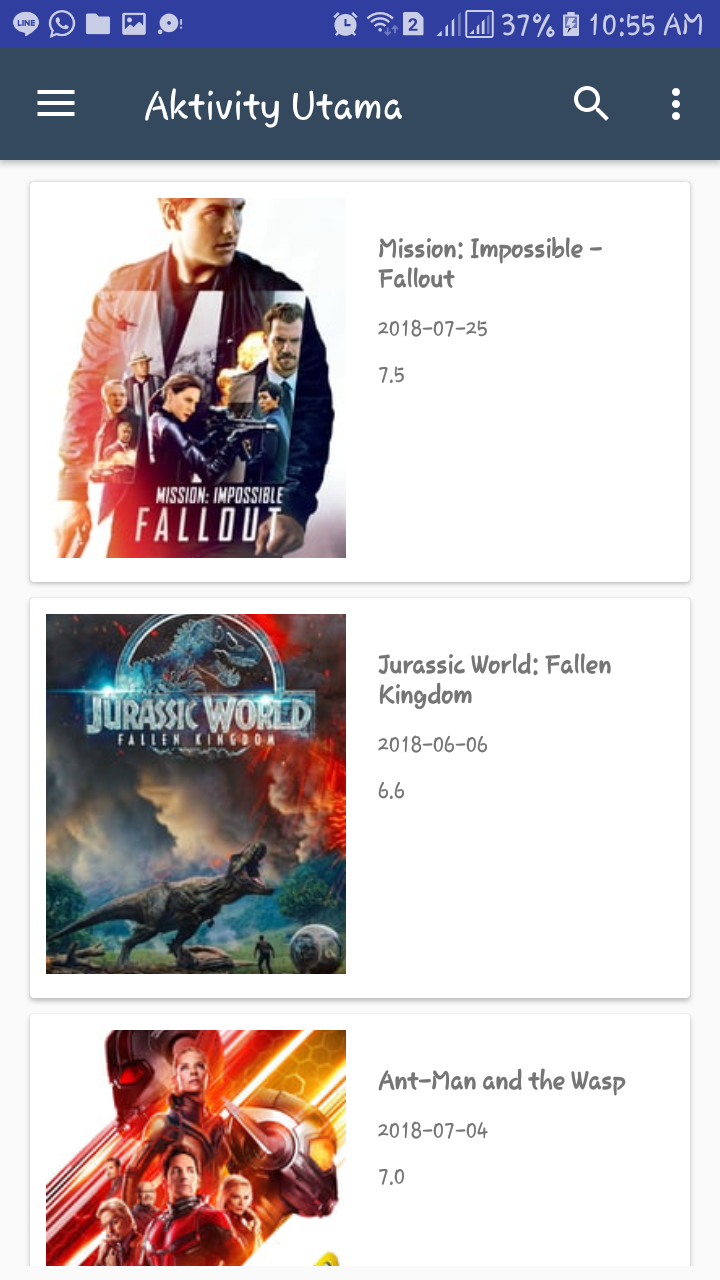 LINE
2
37%
10:55 AM
Aktivity Utama
MISSION: IMPOSSIBLE
FALLOUT
Mission: Impossible -
Fallout
2018-07-25
7.5
JURASSIC WORLD
FALLEN KINGDOM
Jurassic World: Fallen
Kingdom
2018-06-06
6.6
Ant-Man and the Wasp
2018-07-04
7.0